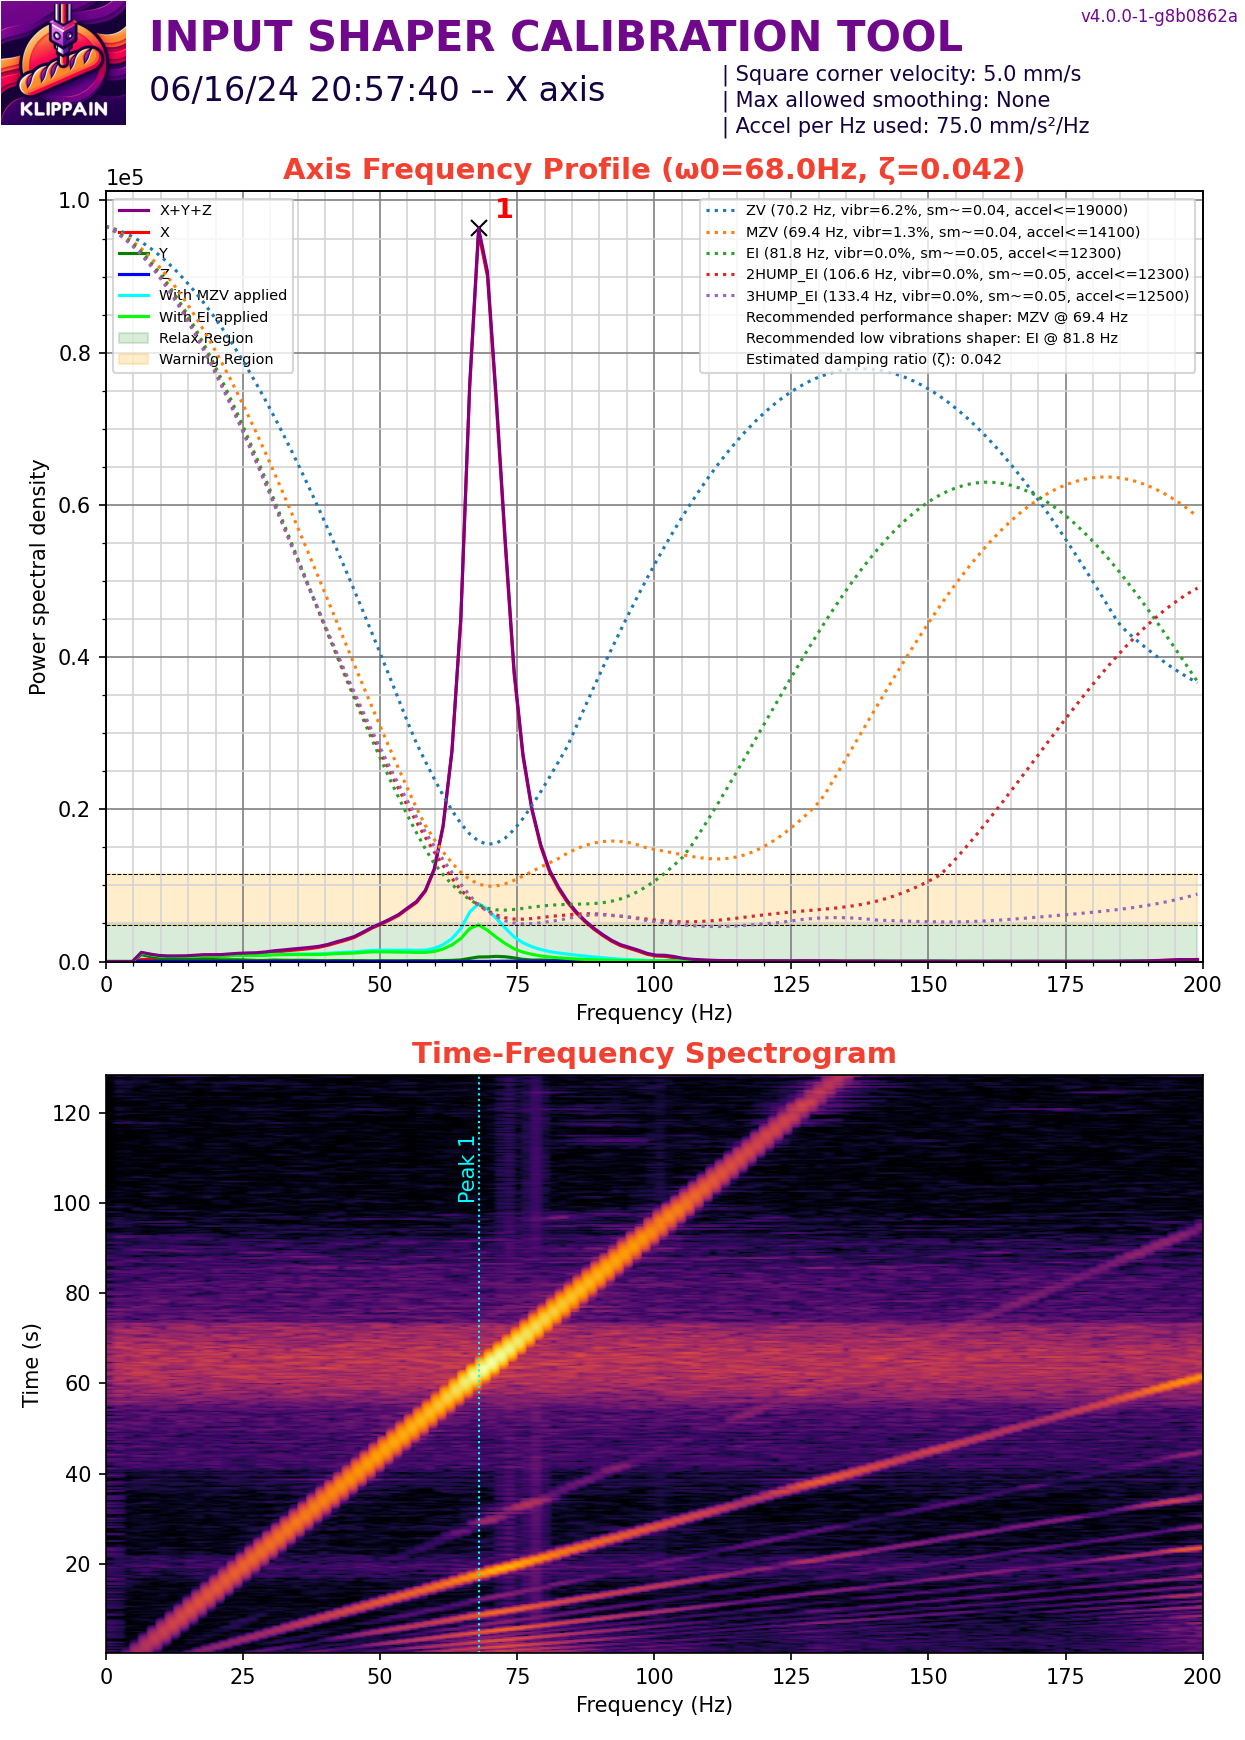 v4.0.0-1-g8b0862a
INPUT SHAPER CALIBRATION TOOL
06/16/24 20:57:40 -- X axis
| Square corner velocity: 5.0 mm/s
| Max allowed smoothing: None
| Accel per Hz used: 75.0 mm/s²/Hz
KLIPPAIN
Axis Frequency Profile (ω0=68.0Hz, ζ=0.042)
1e5
1.0
0.8
0.6
0.4
0.2
0.0
Power spectral density
X+Y+Z
X
Y
Z
With MZV applied
With EI applied
Relax Region
Warning Region
1
ZV (70.2 Hz, vibr=6.2%, sm~=0.04, accel<=19000)
MZV (69.4 Hz, vibr=1.3%, sm~=0.04, accel<=14100)
EI (81.8 Hz, vibr=0.0%, sm~=0.05, accel<=12300)
2HUMP_EI (106.6 Hz, vibr=0.0%, sm~=0.05, accel<=12300)
3HUMP_EI (133.4 Hz, vibr=0.0%, sm~=0.05, accel<=12500)
Recommended performance shaper: MZV @ 69.4 Hz
Recommended low vibrations shaper: EI @ 81.8 Hz
Estimated damping ratio (ζ): 0.042
0 25 50 75 100 125 150 175 200
Frequency (Hz)
Time-Frequency Spectrogram
120
100
80
60
40
20
Time (s)
Peak 1
0 25 50 75 100 125 150 175 200
Frequency (Hz)